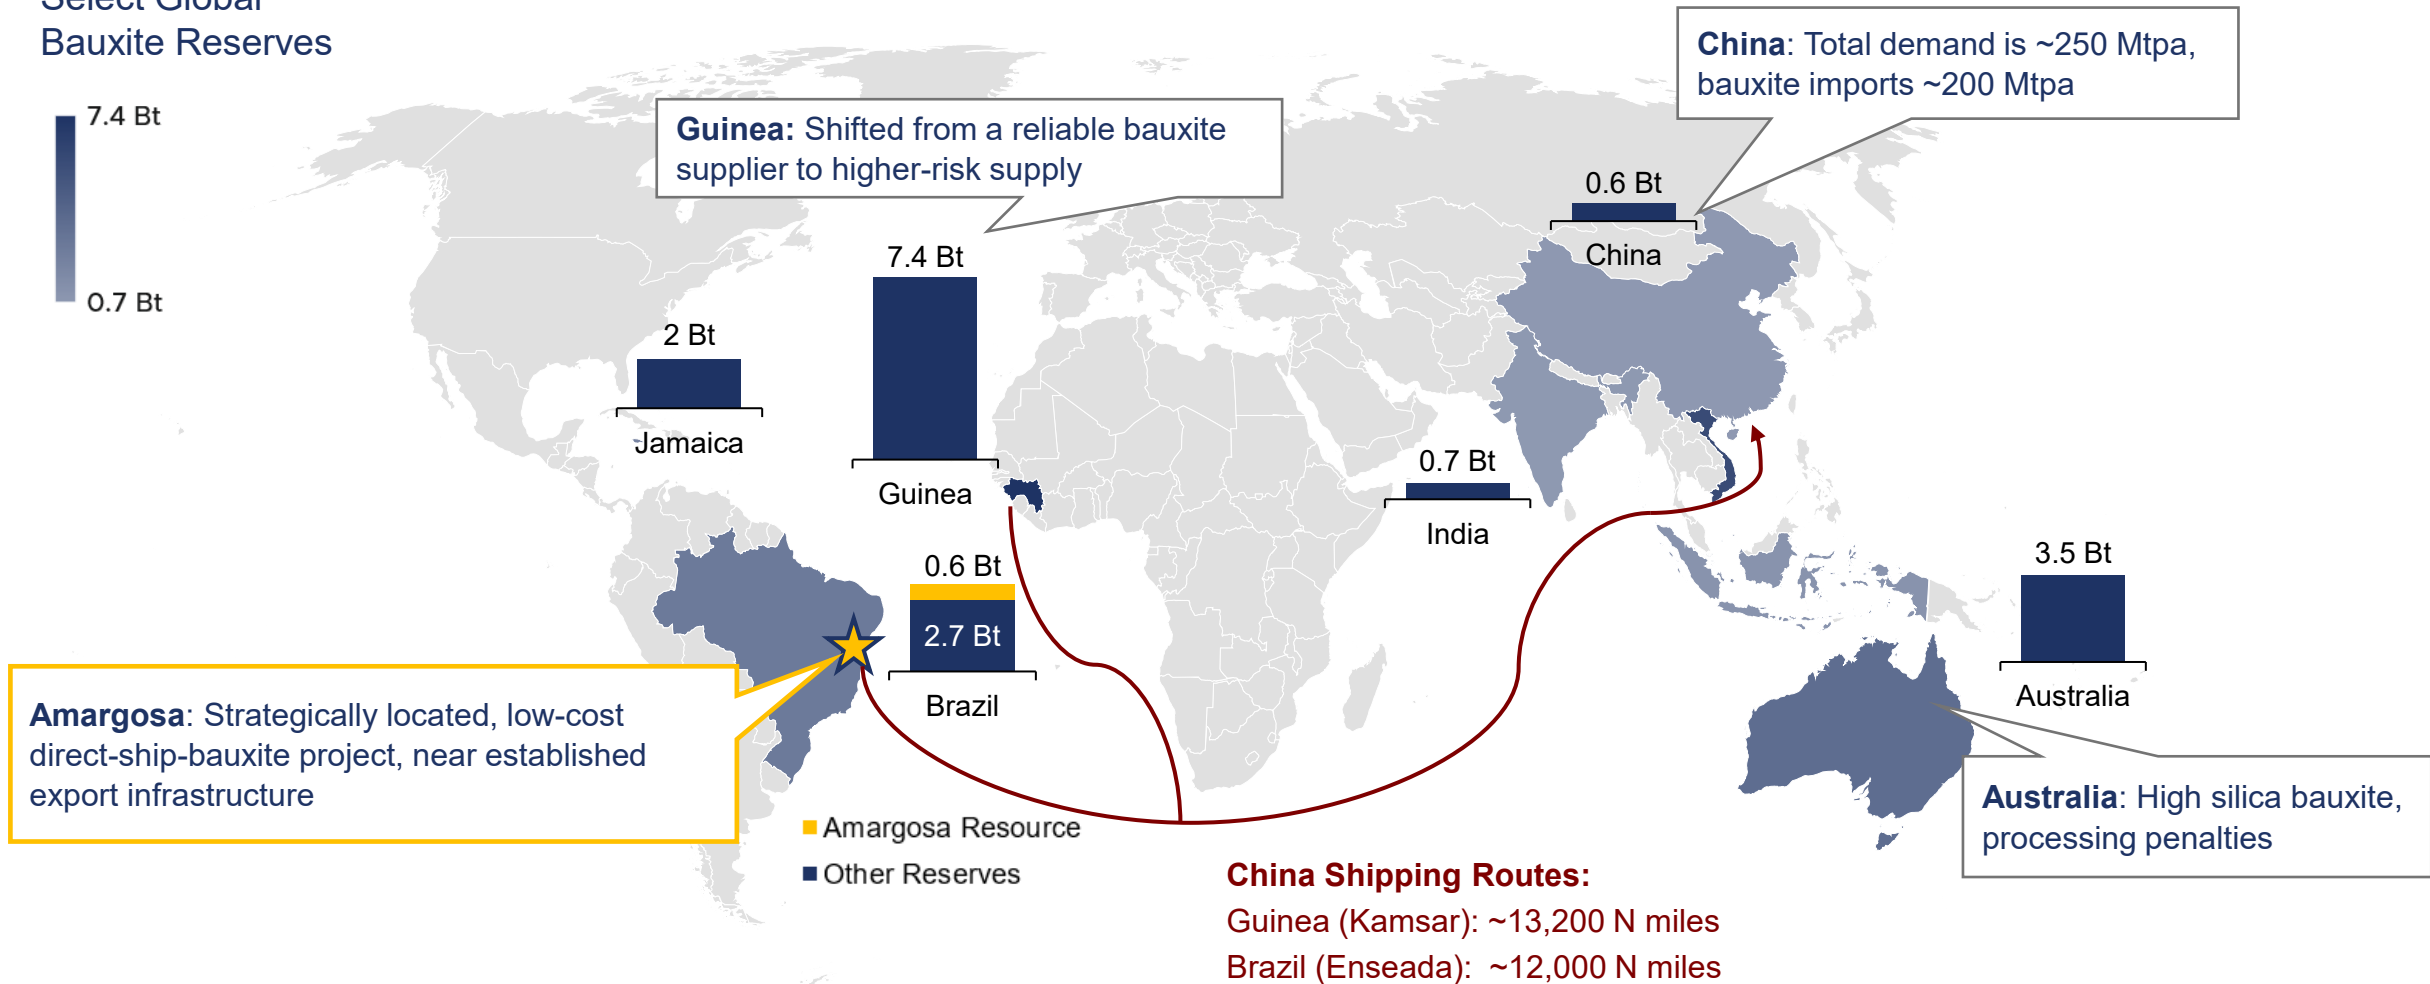 Select Global
Bauxite Reserves
7.4 Bt
0.7 Bt
Guinea: Shifted from a reliable bauxite
supplier to higher-risk supply
China: Total demand is ~250 Mtpa,
bauxite imports ~200 Mtpa
0.6 Bt
China
7.4 Bt
Guinea
2 Bt
Jamaica
0.7 Bt
India
0.6 Bt
2.7 Bt
Brazil
3.5 Bt
Australia
Amargosa: Strategically located, low-cost
direct-ship-bauxite project, near established
export infrastructure
Australia: High silica bauxite,
processing penalties
Amargosa Resource
Other Reserves
China Shipping Routes:
Guinea (Kamsar): ~13,200 N miles
Brazil (Enseada): ~12,000 N miles